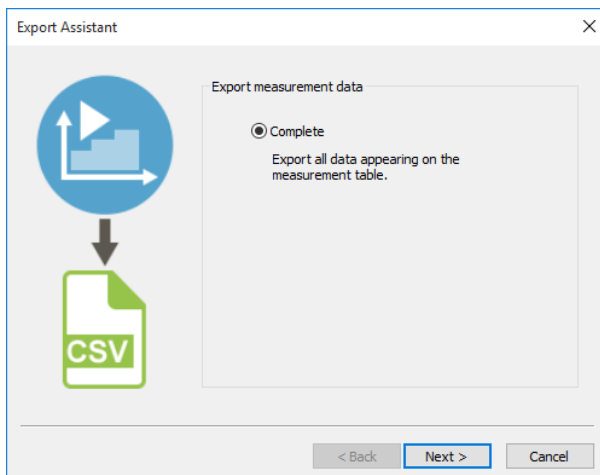 Export Assistant
Export measurement data
Complete
Export all data appearing on the
measurement table.
CSV
< Back
Next >
Cancel